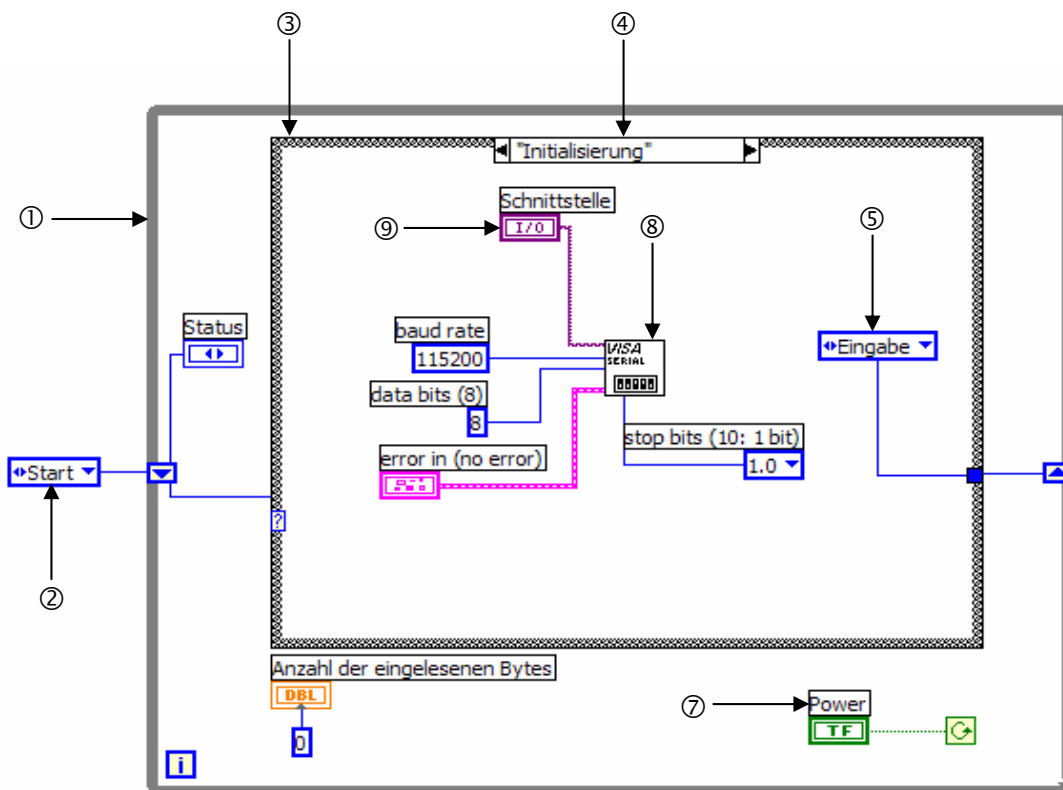 ③
④
"Initialisierung"
①
Schnittstelle
⑨
I/O
⑧
⑤
Status
baud rate
115200
VISA
SERIAL
Eingabe
data bits (8)
8
stop bits (10: 1 bit)
1.0
error in (no error)
Start
?
②
Anzahl der eingelesenen Bytes
DBL
0
⑦
Power
TF
i